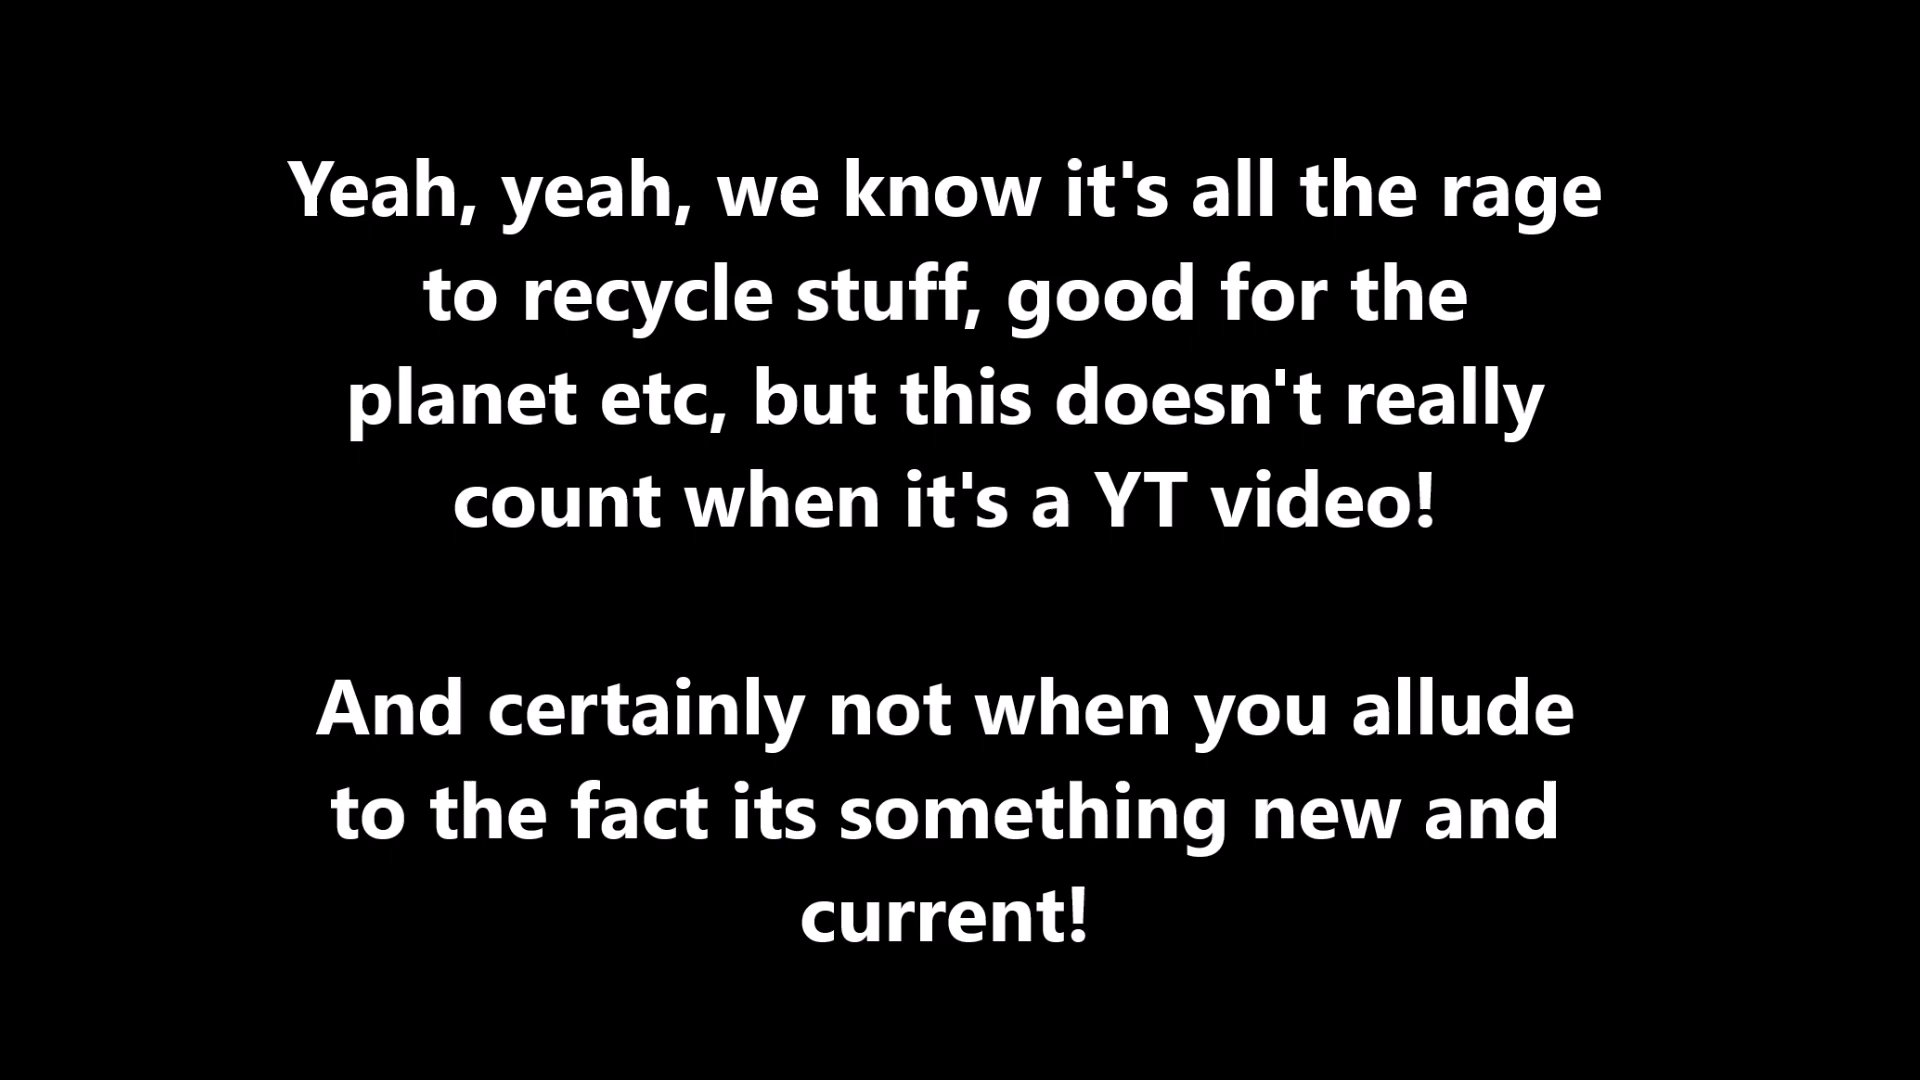 Yeah, yeah, we know it's all the rage
to recycle stuff, good for the
planet etc, but this doesn't really
count when it's a YT video!
And certainly not when you allude
to the fact its something new and
current!